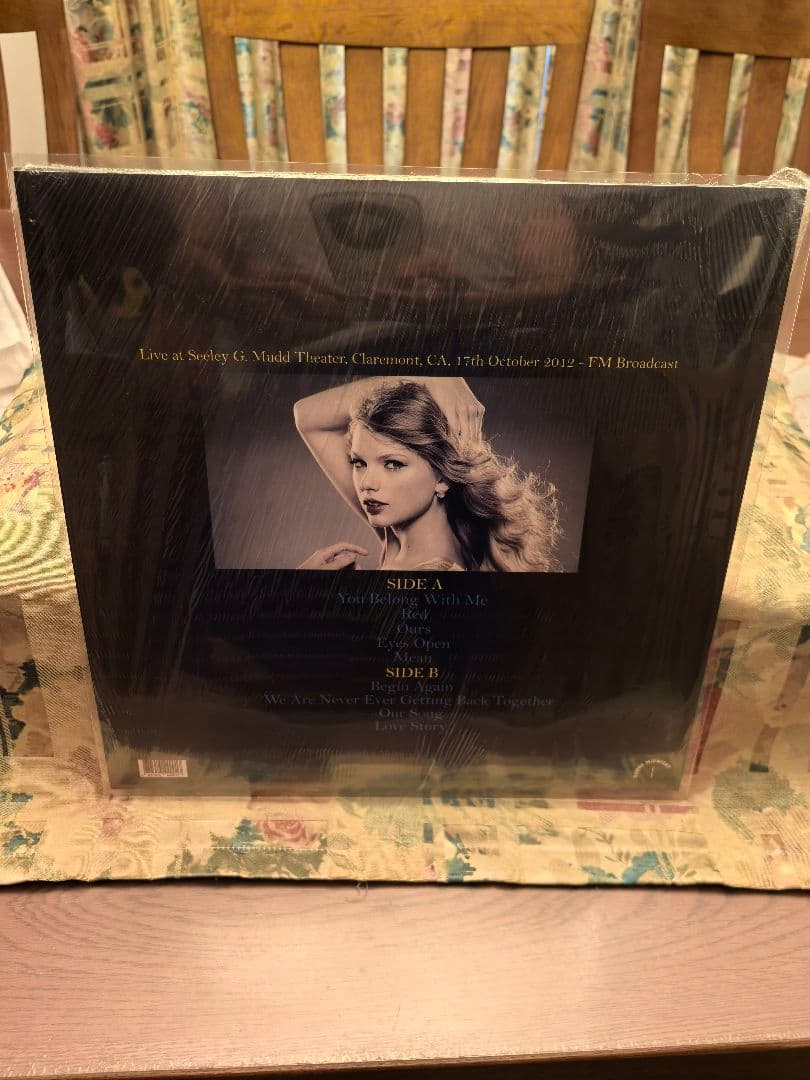 Live at Seeley G. Mudd Theater, Claremont, CA, 17th October 2012 - FM Broadcast
SIDE A
You Belong With Me
Red
Ours
Eyes Open
Mean
SIDE B
Begin Again
We Are Never Ever Getting Back Together
Our Song
Love Story